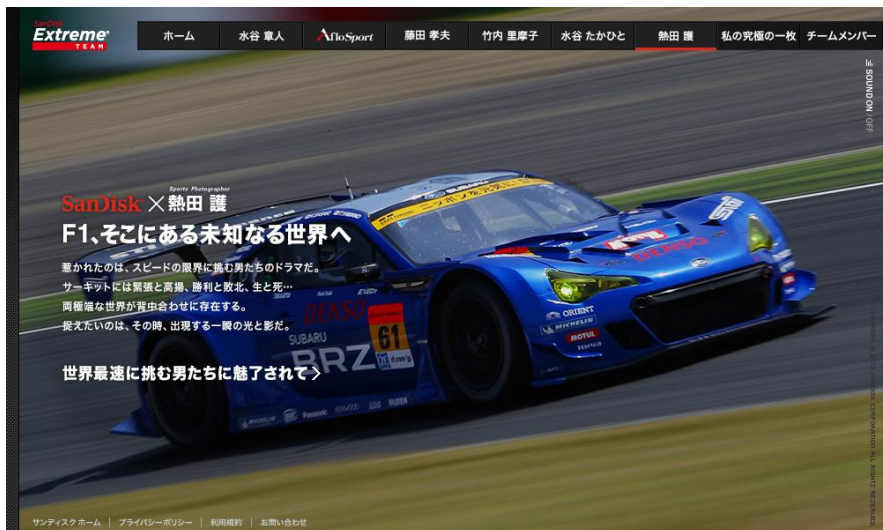 SanDisk
Extreme
TEAM
ホーム
水谷 章人
AfloSport
藤田 孝夫
竹内 里摩子
水谷 たかひと
熱田 護
私の究極の一枚
チームメンバー
SOUND ON / OFF
Sports Photographer
SanDisk × 熱田 護
F1、そこにある未知なる世界へ
惹かれたのは、スピードの限界に挑む男たちのドラマだ。
サーキットには緊張と高揚、勝利と敗北、生と死…
両極端な世界が背中合わせに存在する。
捉えたいのは、その時、出現する一瞬の光と影だ。
世界最速に挑む男たちに魅了されて >
SUBARU
DENSO
DENSO
EXEDY
ORIENT
MICHELIN
MOTUL
SUBARU
BRZ
61
Panasonic
サンディスク ホーム | プライバシーポリシー | 利用規約 | お問い合わせ